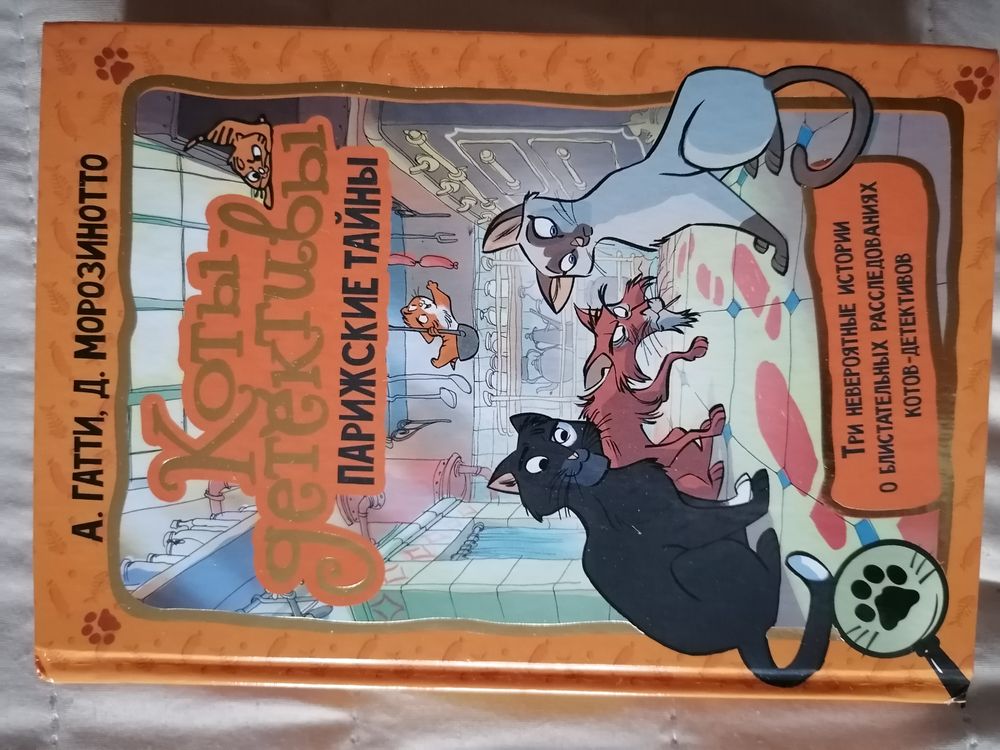 А. ГАТТИ, Д. МОРОЗИНОТТО
Коты
детективы
ПАРИЖСКИЕ ТАЙНЫ
ТРИ НЕВЕРОЯТНЫЕ ИСТОРИИ
О БЛИСТАТЕЛЬНЫХ РАССЛЕДОВАНИЯХ
КОТОВ-ДЕТЕКТИВОВ